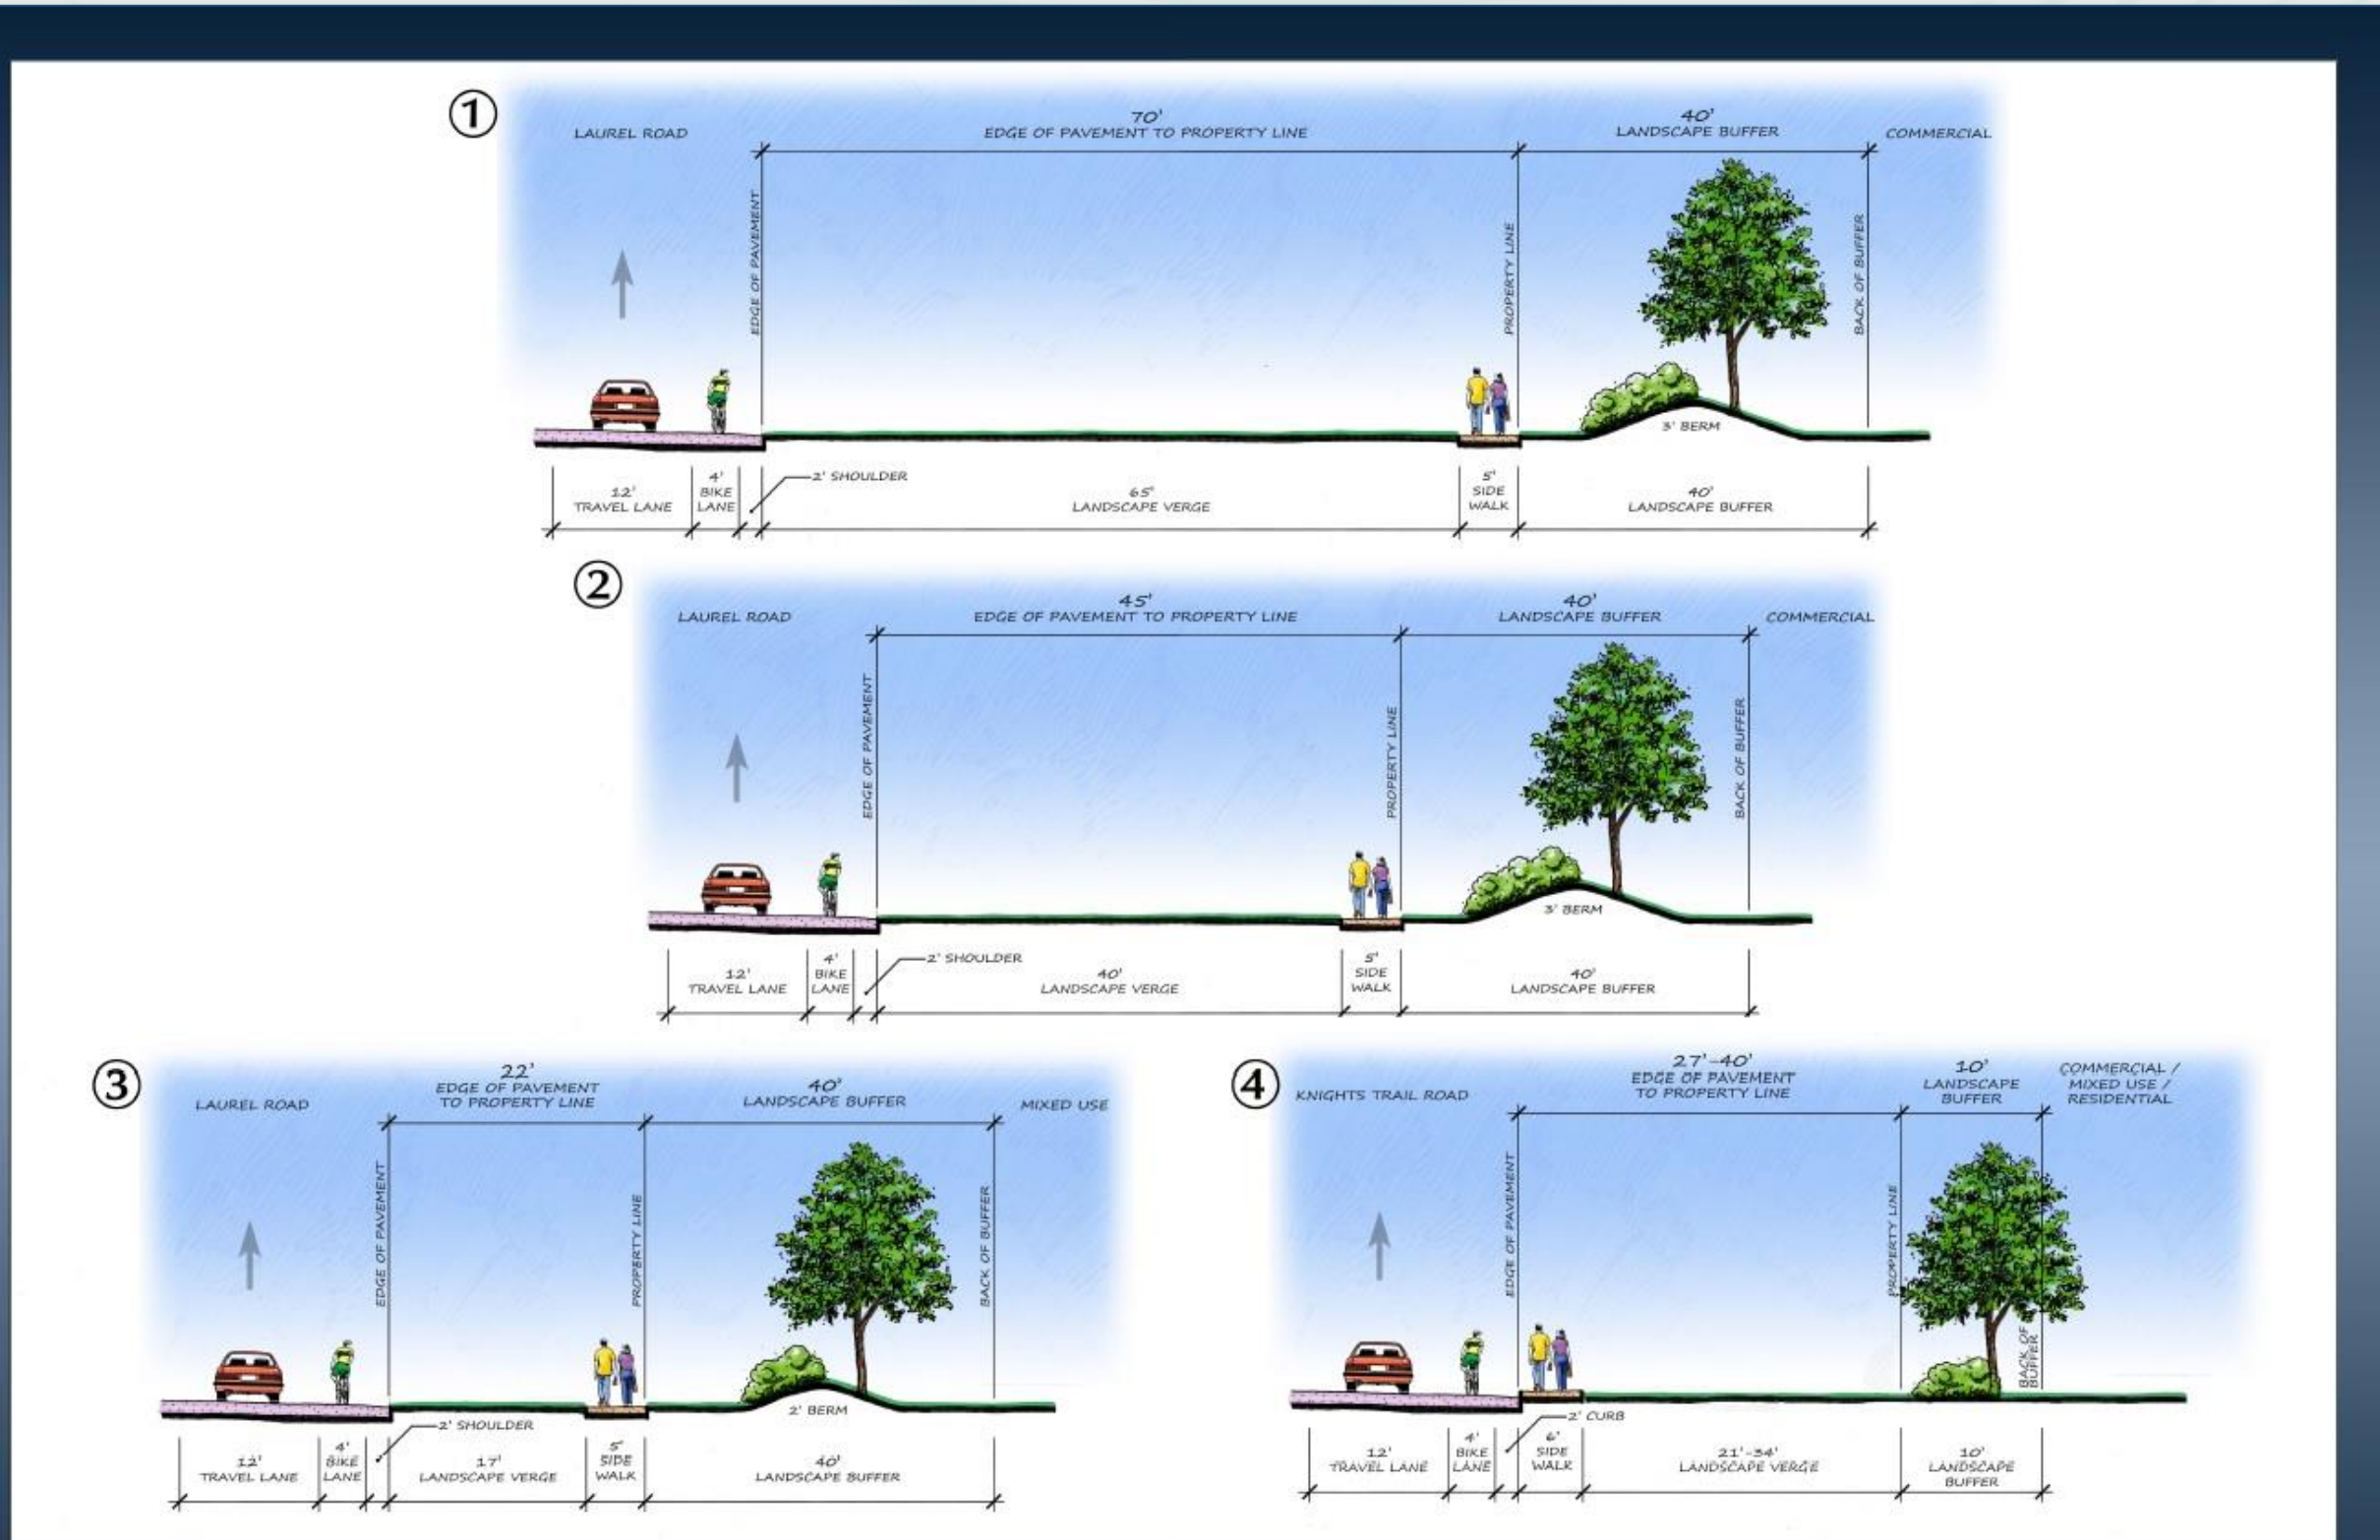 ①
70'
40'
LAUREL ROAD
EDGE OF PAVEMENT TO PROPERTY LINE
LANDSCAPE BUFFER
COMMERCIAL
EDGE OF PAVEMENT
PROPERTY LINE
BACK OF BUFFER
3' BERM
2' SHOULDER
12'
TRAVEL LANE
4'
BIKE
LANE
65'
LANDSCAPE VERGE
5'
SIDE
WALK
40'
LANDSCAPE BUFFER
②
45'
40'
LAUREL ROAD
EDGE OF PAVEMENT TO PROPERTY LINE
LANDSCAPE BUFFER
COMMERCIAL
EDGE OF PAVEMENT
PROPERTY LINE
BACK OF BUFFER
3' BERM
2' SHOULDER
12'
TRAVEL LANE
4'
BIKE
LANE
40'
LANDSCAPE VERGE
5'
SIDE
WALK
40'
LANDSCAPE BUFFER
③
LAUREL ROAD
22'
EDGE OF PAVEMENT
TO PROPERTY LINE
40'
LANDSCAPE BUFFER
MIXED USE
EDGE OF PAVEMENT
PROPERTY LINE
BACK OF BUFFER
2' BERM
2' SHOULDER
12'
TRAVEL LANE
4'
BIKE
LANE
17'
LANDSCAPE VERGE
5'
SIDE
WALK
40'
LANDSCAPE BUFFER
④
KNIGHTS TRAIL ROAD
27'-40'
EDGE OF PAVEMENT
TO PROPERTY LINE
10'
LANDSCAPE
BUFFER
COMMERCIAL /
MIXED USE /
RESIDENTIAL
EDGE OF PAVEMENT
PROPERTY LINE
BACK OF
BUFFER
2' CURB
12'
TRAVEL LANE
4'
BIKE
LANE
6'
SIDE
WALK
21'-34'
LANDSCAPE VERGE
10'
LANDSCAPE
BUFFER